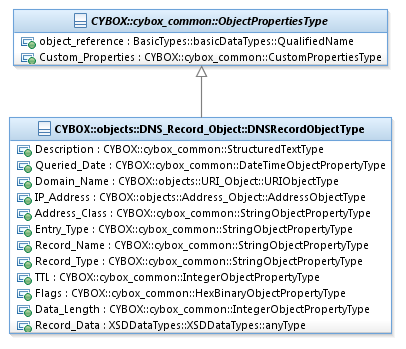 CYBOX::cybox_common::ObjectPropertiesType
object_reference : BasicTypes::basicDataTypes::QualifiedName
Custom_Properties : CYBOX::cybox_common::CustomPropertiesType
CYBOX::objects::DNS_Record_Object::DNSRecordObjectType
Description : CYBOX::cybox_common::StructuredTextType
Queried_Date : CYBOX::cybox_common::DateTimeObjectPropertyType
Domain_Name : CYBOX::objects::URI_Object::URIObjectType
IP_Address : CYBOX::objects::Address_Object::AddressObjectType
Address_Class : CYBOX::cybox_common::StringObjectPropertyType
Entry_Type : CYBOX::cybox_common::StringObjectPropertyType
Record_Name : CYBOX::cybox_common::StringObjectPropertyType
Record_Type : CYBOX::cybox_common::StringObjectPropertyType
TTL : CYBOX::cybox_common::IntegerObjectPropertyType
Flags : CYBOX::cybox_common::HexBinaryObjectPropertyType
Data_Length : CYBOX::cybox_common::IntegerObjectPropertyType
Record_Data : XSDDataTypes::XSDDataTypes::anyType